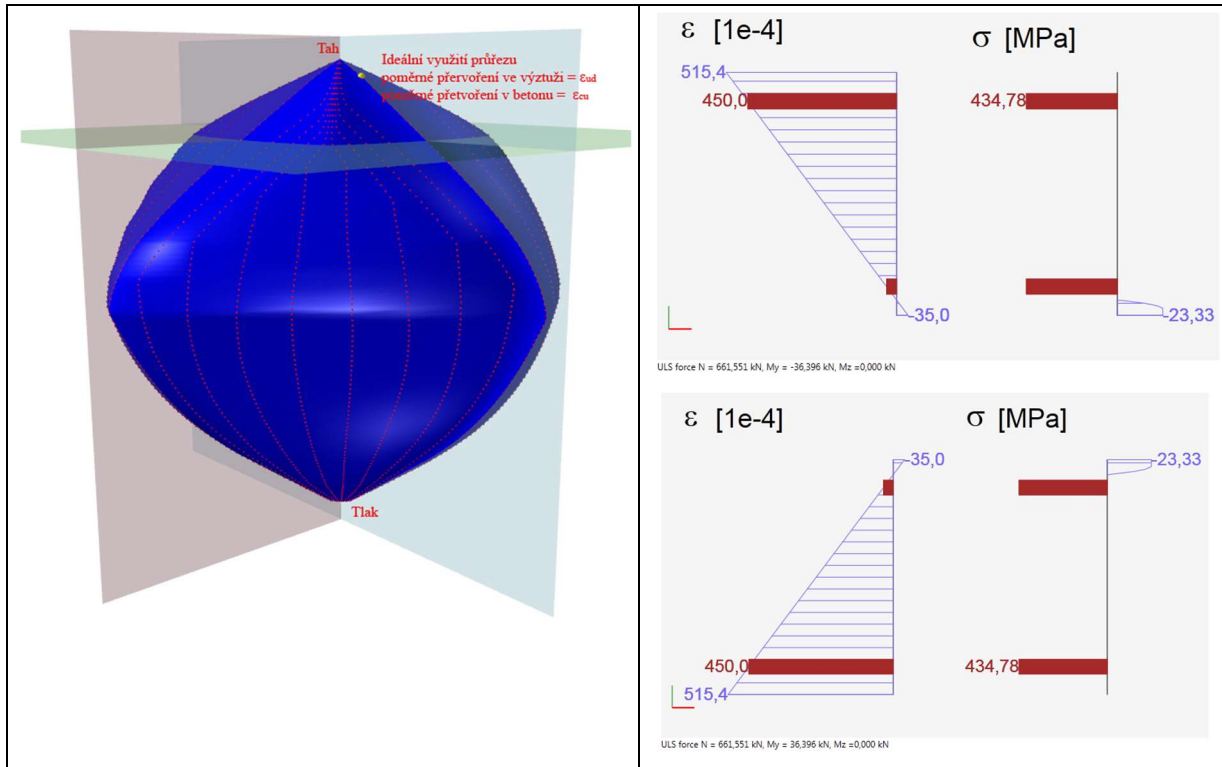 Tah
Ideální využití průřezu
poměrné přervoření ve výztuži = εud
poměrné přetvoření v betonu = εcu
Tlak
ε [1e-4]
σ [MPa]
515,4
450,0
434,78
-35,0
-23,33
ULS force N = 661,551 kN, My = -36,396 kN, Mz =0,000 kN
ε [1e-4]
σ [MPa]
-35,0
-23,33
450,0
434,78
515,4
ULS force N = 661,551 kN, My = 36,396 kN, Mz =0,000 kN